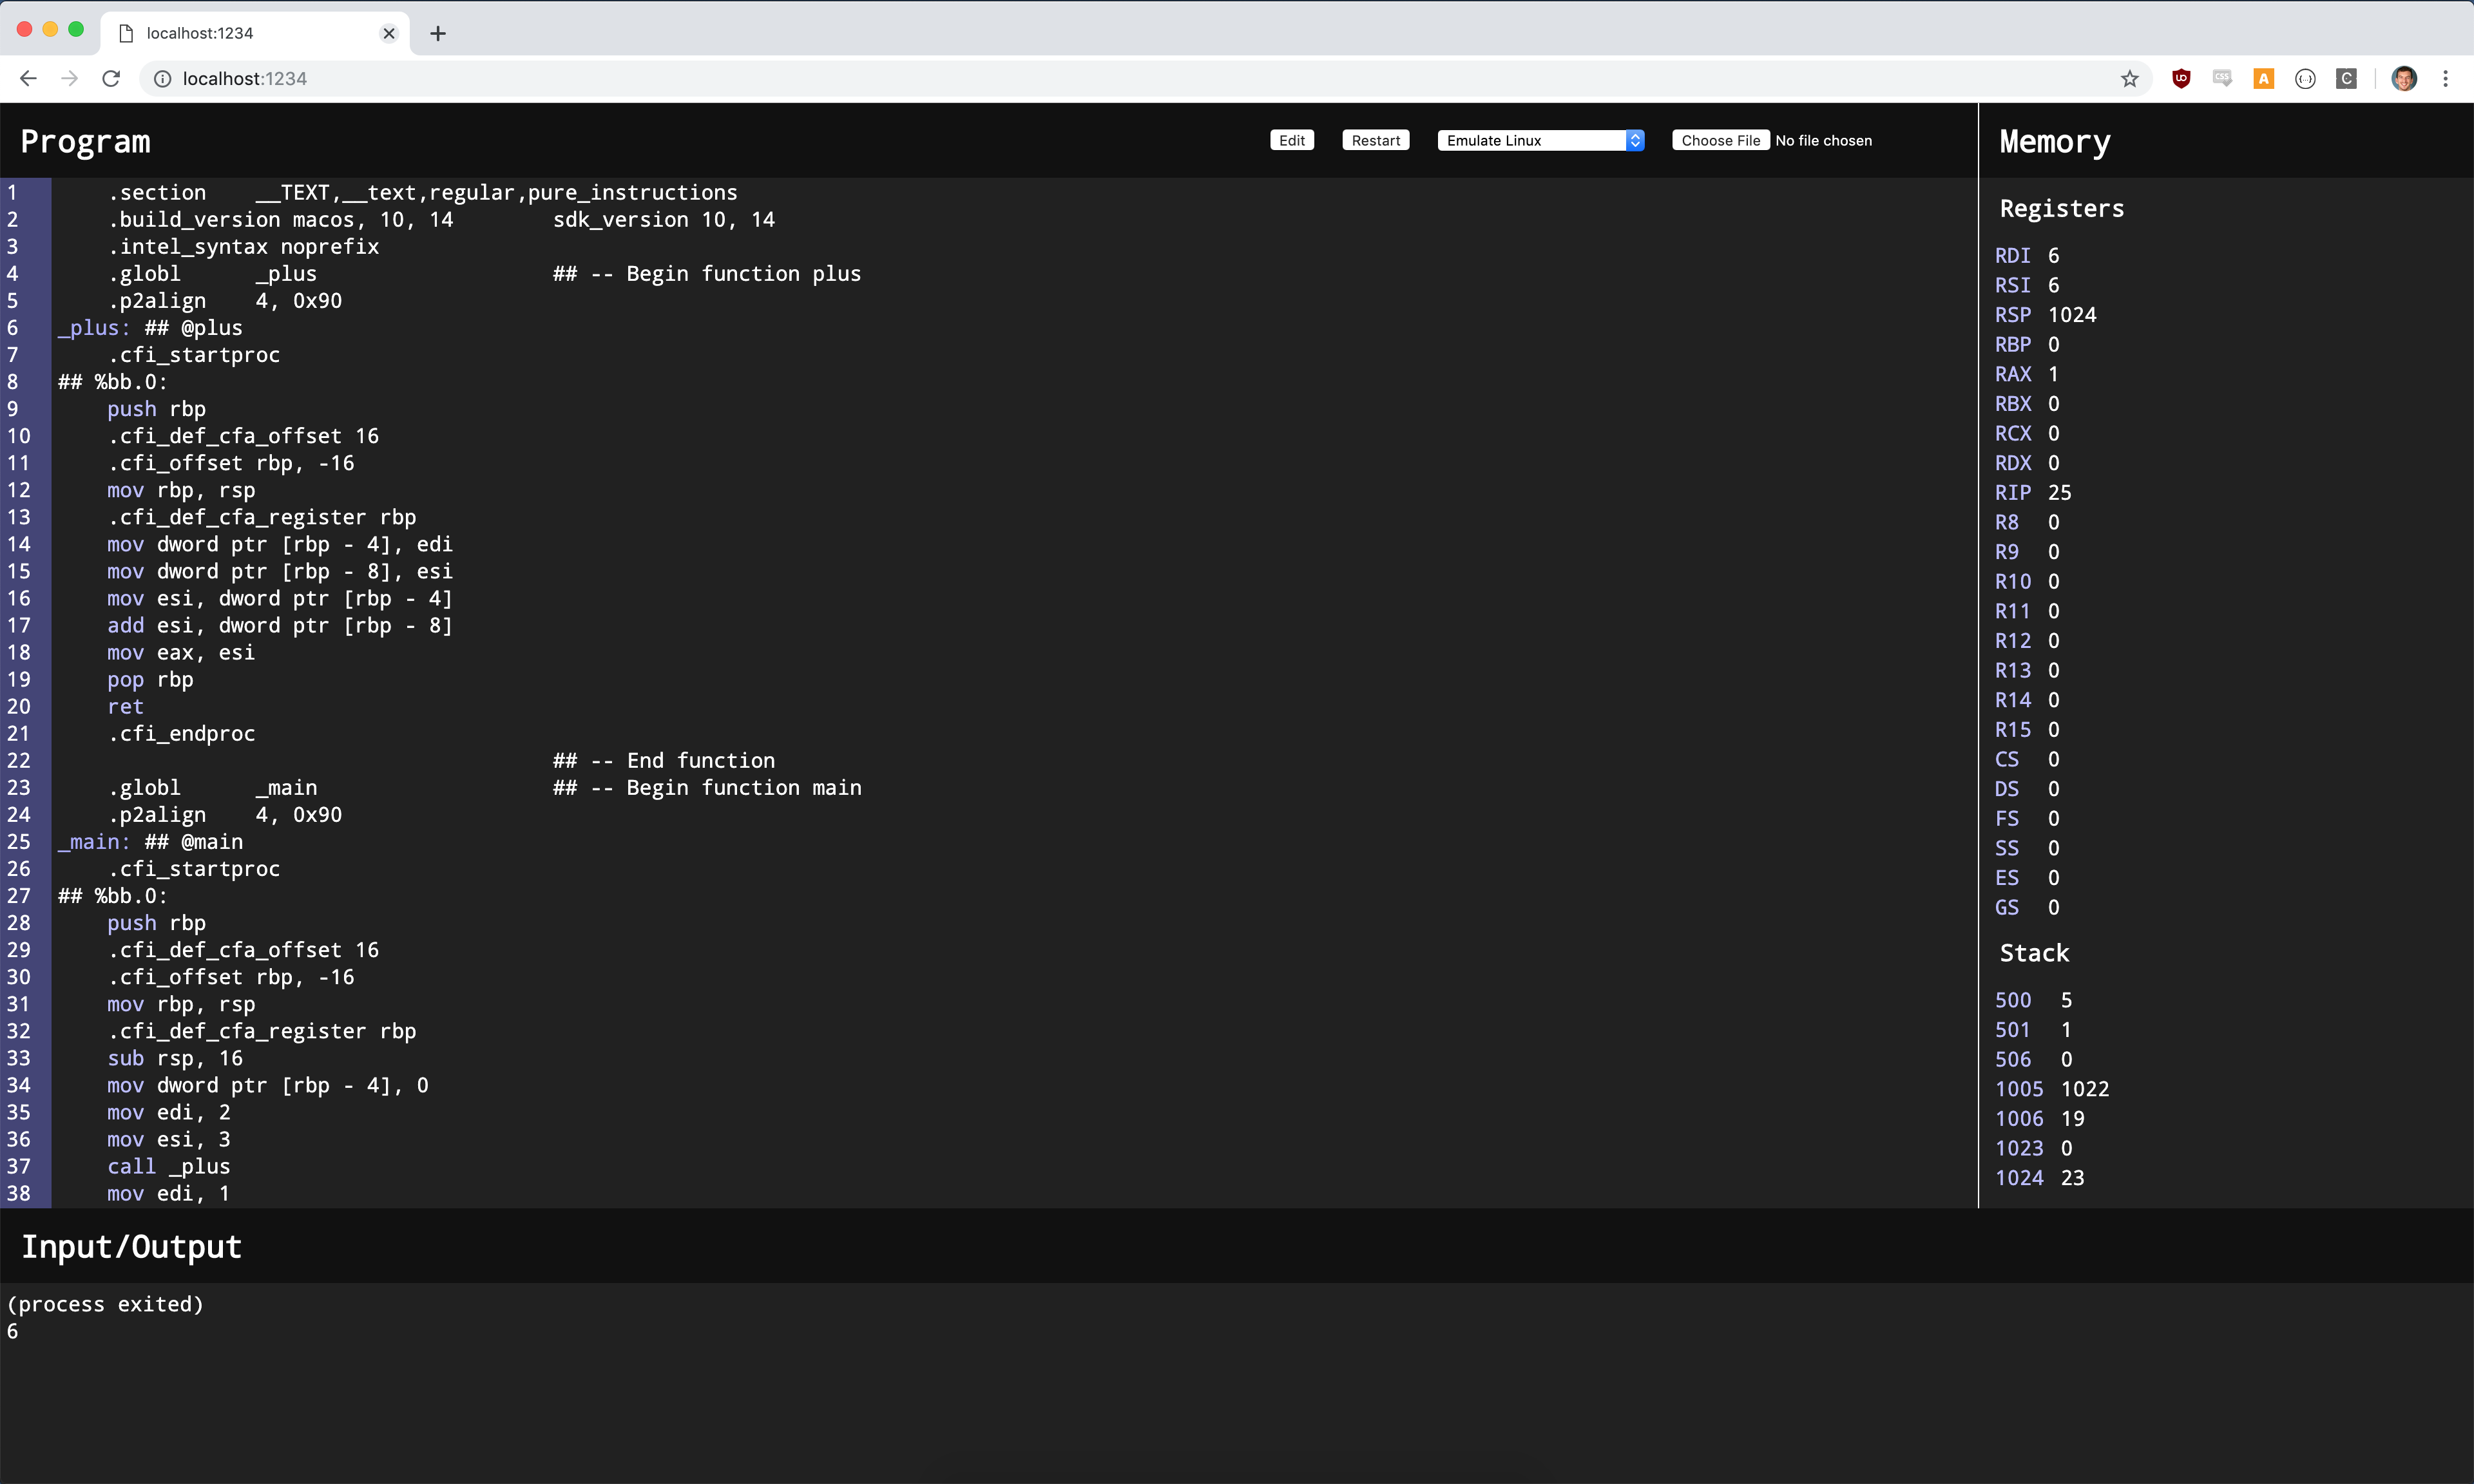 localhost:1234
localhost:1234
CSS
A
{...}
C
Program
Edit Restart Emulate Linux Choose File No file chosen
1 .section __TEXT,__text,regular,pure_instructions
2 .build_version macos, 10, 14 sdk_version 10, 14
3 .intel_syntax noprefix
4 .globl _plus ## -- Begin function plus
5 .p2align 4, 0x90
6 _plus: ## @plus
7 .cfi_startproc
8 ## %bb.0:
9 push rbp
10 .cfi_def_cfa_offset 16
11 .cfi_offset rbp, -16
12 mov rbp, rsp
13 .cfi_def_cfa_register rbp
14 mov dword ptr [rbp - 4], edi
15 mov dword ptr [rbp - 8], esi
16 mov esi, dword ptr [rbp - 4]
17 add esi, dword ptr [rbp - 8]
18 mov eax, esi
19 pop rbp
20 ret
21 .cfi_endproc
22 ## -- End function
23 .globl _main ## -- Begin function main
24 .p2align 4, 0x90
25 _main: ## @main
26 .cfi_startproc
27 ## %bb.0:
28 push rbp
29 .cfi_def_cfa_offset 16
30 .cfi_offset rbp, -16
31 mov rbp, rsp
32 .cfi_def_cfa_register rbp
33 sub rsp, 16
34 mov dword ptr [rbp - 4], 0
35 mov edi, 2
36 mov esi, 3
37 call _plus
38 mov edi, 1
Memory
Registers
RDI 6
RSI 6
RSP 1024
RBP 0
RAX 1
RBX 0
RCX 0
RDX 0
RIP 25
R8 0
R9 0
R10 0
R11 0
R12 0
R13 0
R14 0
R15 0
CS 0
DS 0
FS 0
SS 0
ES 0
GS 0
Stack
500 5
501 1
506 0
1005 1022
1006 19
1023 0
1024 23
Input/Output
(process exited)
6